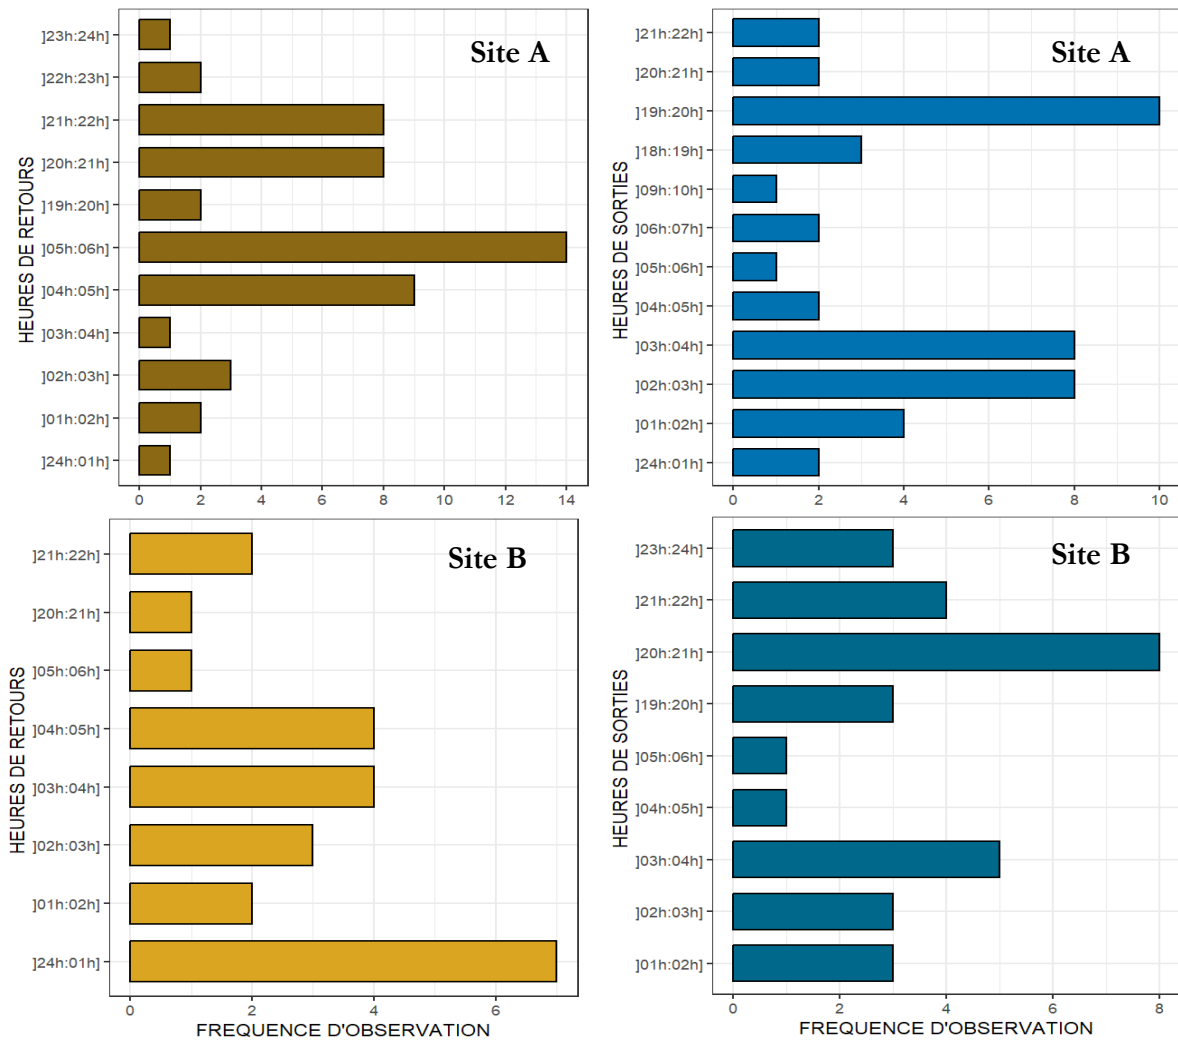 Site A
HEURES DE RETOURS
]23h:24h]
]22h:23h]
]21h:22h]
]20h:21h]
]19h:20h]
]05h:06h]
]04h:05h]
]03h:04h]
]02h:03h]
]01h:02h]
]24h:01h]
0 2 4 6 8 10 12 14
Site A
HEURES DE SORTIES
]21h:22h]
]20h:21h]
]19h:20h]
]18h:19h]
]09h:10h]
]06h:07h]
]05h:06h]
]04h:05h]
]03h:04h]
]02h:03h]
]01h:02h]
]24h:01h]
0 2 4 6 8 10
Site B
HEURES DE RETOURS
]21h:22h]
]20h:21h]
]05h:06h]
]04h:05h]
]03h:04h]
]02h:03h]
]01h:02h]
]24h:01h]
0 2 4 6
FREQUENCE D'OBSERVATION
Site B
HEURES DE SORTIES
]23h:24h]
]21h:22h]
]20h:21h]
]19h:20h]
]05h:06h]
]04h:05h]
]03h:04h]
]02h:03h]
]01h:02h]
0 2 4 6 8
FREQUENCE D'OBSERVATION